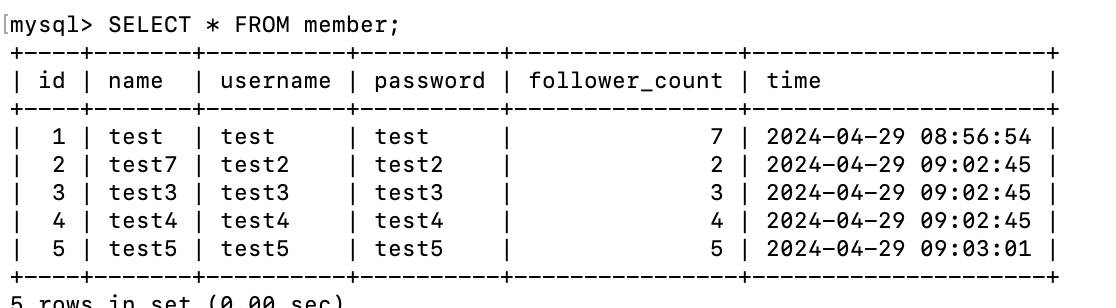 [mysql> SELECT * FROM member;
+----+-------+----------+----------+----------------+---------------------+
| id | name  | username | password | follower_count | time                |
+----+-------+----------+----------+----------------+---------------------+
|  1 | test  | test     | test     |              7 | 2024-04-29 08:56:54 |
|  2 | test7 | test2    | test2    |              2 | 2024-04-29 09:02:45 |
|  3 | test3 | test3    | test3    |              3 | 2024-04-29 09:02:45 |
|  4 | test4 | test4    | test4    |              4 | 2024-04-29 09:02:45 |
|  5 | test5 | test5    | test5    |              5 | 2024-04-29 09:03:01 |
+----+-------+----------+----------+----------------+---------------------+
5 rows in set (0.00 sec)